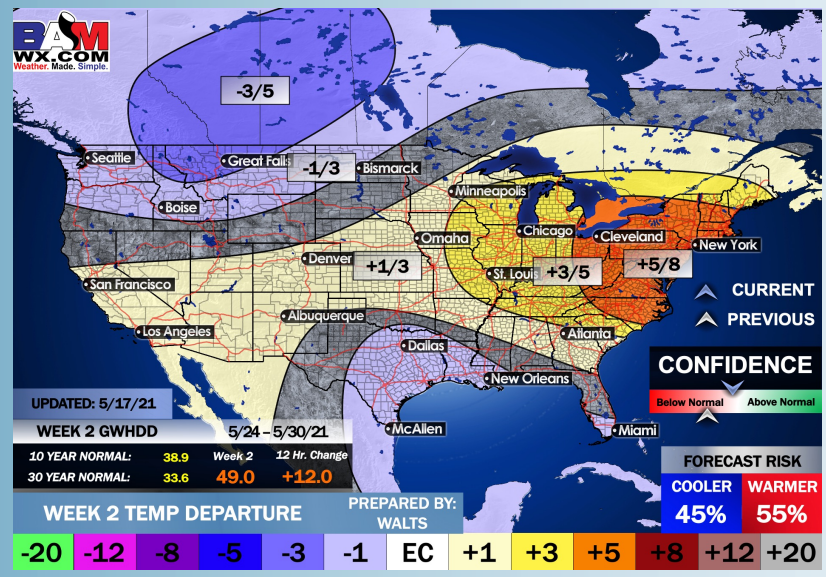 BAM
WX.COM
Weather. Made. Simple.
-3/5
Seattle
Great Falls
-1/3
Bismarck
Minneapolis
Boise
Chicago
Cleveland
New York
Omaha
Denver
+1/3
St. Louis
+3/5
+5/8
San Francisco
Albuquerque
Los Angeles
Atlanta
Dallas
New Orleans
McAllen
Miami
CURRENT
PREVIOUS
CONFIDENCE
Below Normal
Above Normal
UPDATED: 5/17/21
WEEK 2 GWHDD 5/24 – 5/30/21
10 YEAR NORMAL: 38.9 Week 2 12 Hr. Change
30 YEAR NORMAL: 33.6 49.0 +12.0
FORECAST RISK
COOLER WARMER
45% 55%
WEEK 2 TEMP DEPARTURE
PREPARED BY:
WALTS
-20 -12 -8 -5 -3 -1 EC +1 +3 +5 +8 +12 +20